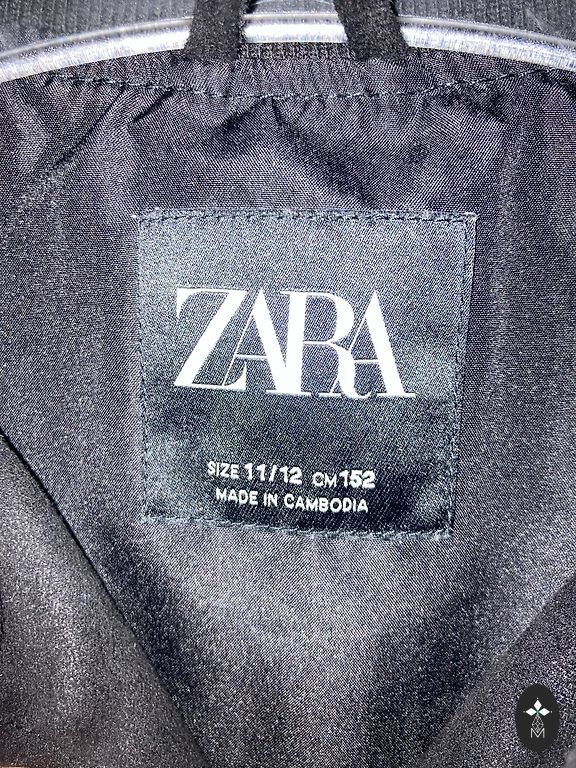 ZARA
SIZE 11/12 CM 152
MADE IN CAMBODIA
M